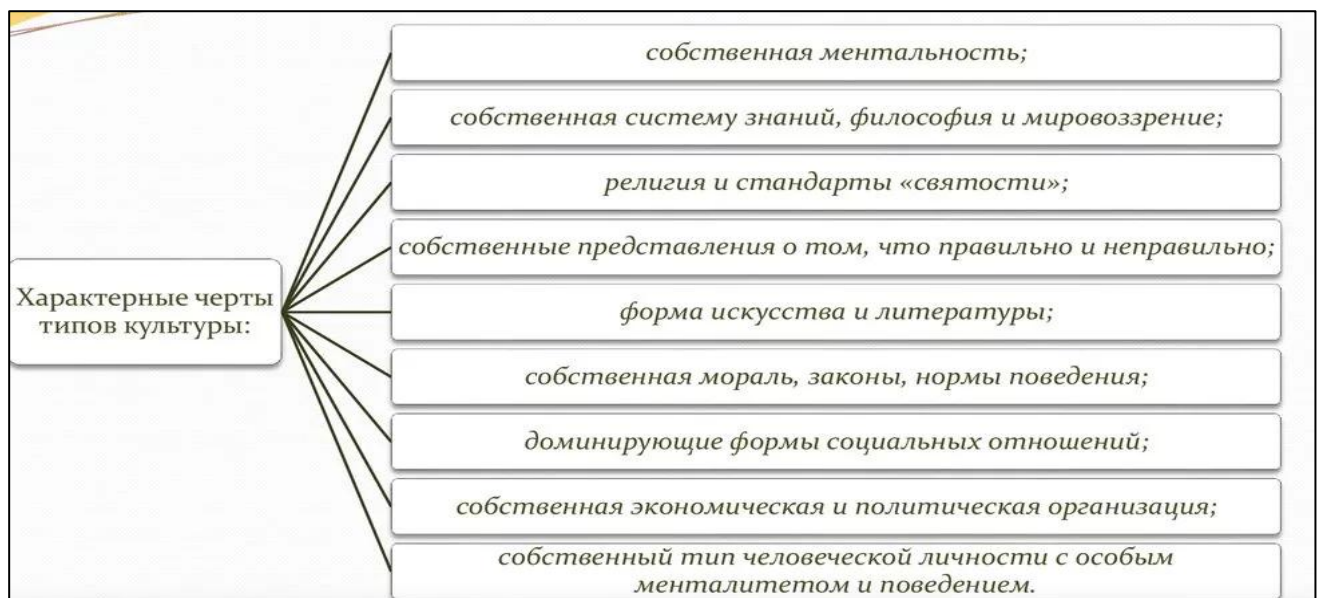 собственная ментальность;
собственная систему знаний, философия и мировоззрение;
религия и стандарты «святости»;
собственные представления о том, что правильно и неправильно;
Характерные черты
типов культуры:
форма искусства и литературы;
собственная мораль, законы, нормы поведения;
доминирующие формы социальных отношений;
собственная экономическая и политическая организация;
собственный тип человеческой личности с особым
менталитетом и поведением.